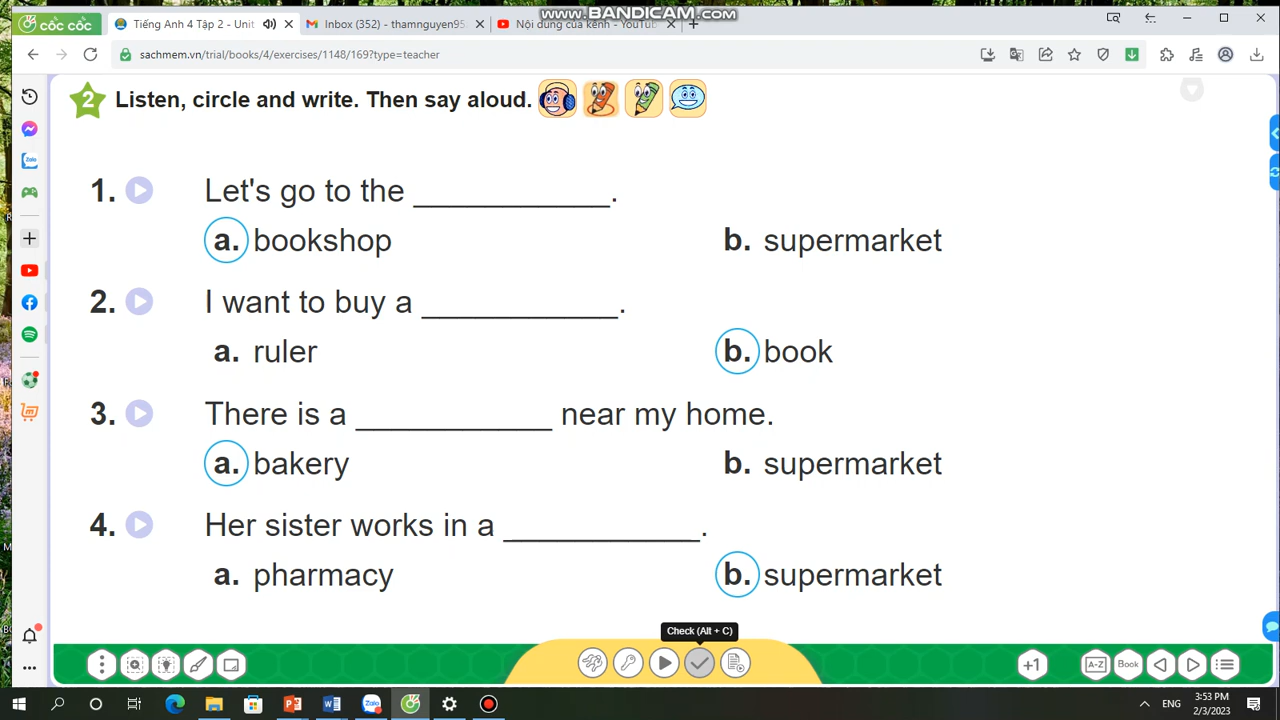 www.BANDICAM.com
cốc cốc
Tiếng Anh 4 Tập 2 - Unit
Inbox (352) - thamnguyen95.
Nội dung của kênh - YouTube
sachmem.vn/trial/books/4/exercises/1148/169?type=teacher
2 Listen, circle and write. Then say aloud.
1. Let's go to the ____________.
a. bookshop b. supermarket
2. I want to buy a ____________.
a. ruler b. book
3. There is a ____________ near my home.
a. bakery b. supermarket
4. Her sister works in a ____________.
a. pharmacy b. supermarket
Check (Alt + C)
+1 A-Z Book
Zalo
3:53 PM
ENG
2/3/2023